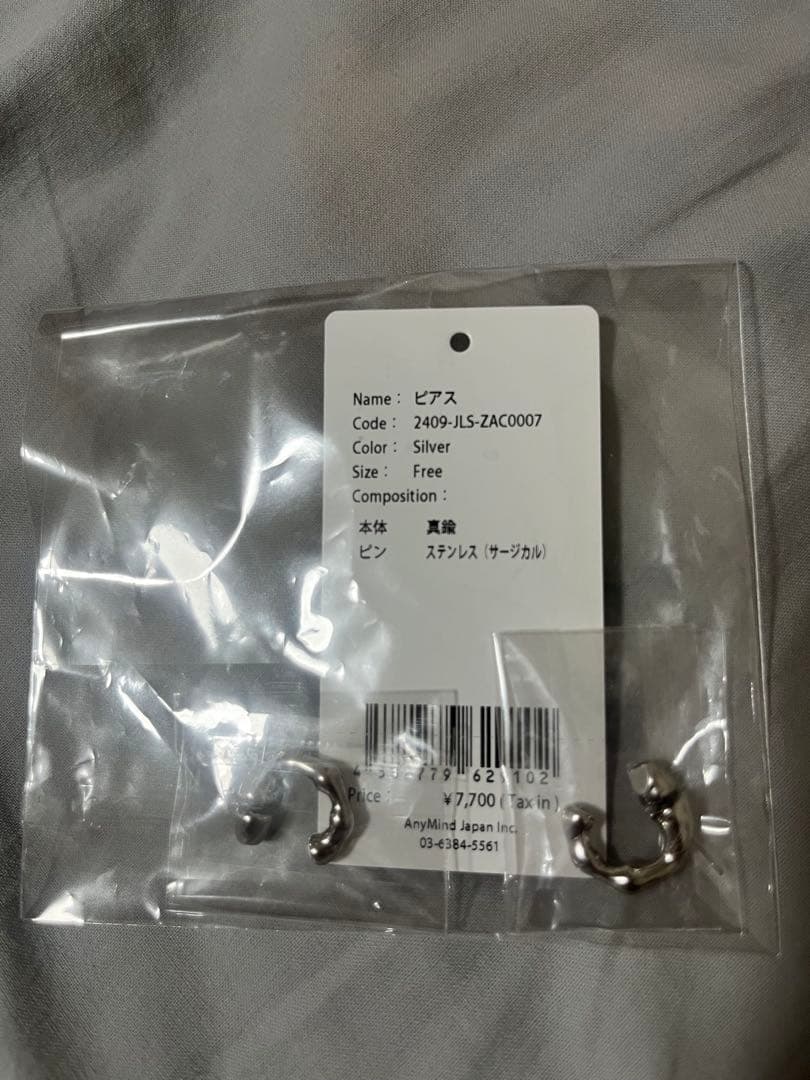 Name： ピアス
Code： 2409-JLS-ZAC0007
Color： Silver
Size： Free
Composition：
本体 真鍮
ピン ステンレス（サージカル）
Price ¥7,700 ( Tax in )
AnyMind Japan Inc.
03-6384-5561